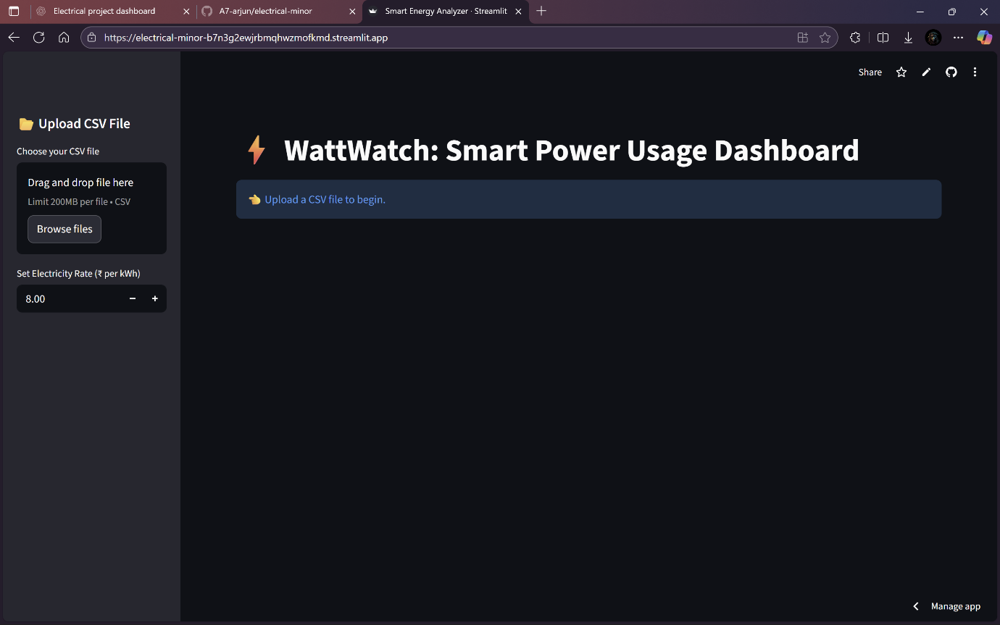 Electrical project dashboard
A7-arjun/electrical-minor
Smart Energy Analyzer · Streamlit
https://electrical-minor-b7n3g2ewjrbmqhwzmofkmd.streamlit.app
Share
Upload CSV File
Choose your CSV file
Drag and drop file here
Limit 200MB per file • CSV
Browse files
Set Electricity Rate (₹ per kWh)
8.00
WattWatch: Smart Power Usage Dashboard
Upload a CSV file to begin.
Manage app